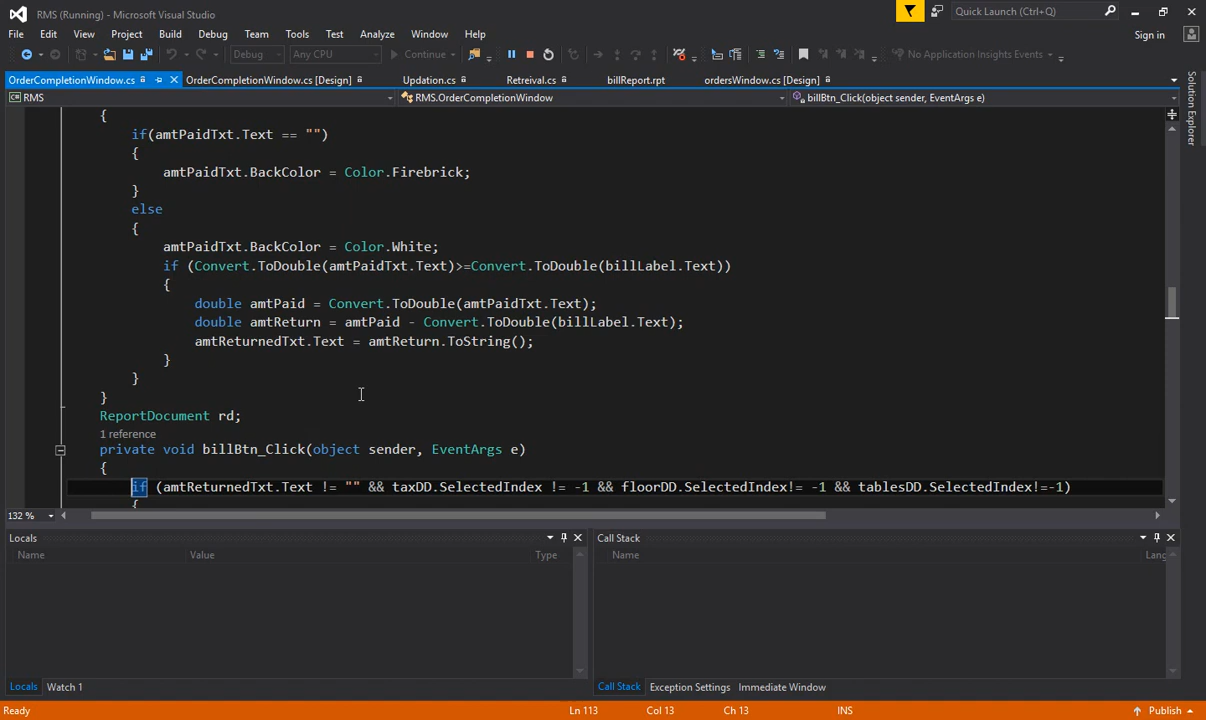 RMS (Running) - Microsoft Visual Studio
Quick Launch (Ctrl+Q)
File Edit View Project Build Debug Team Tools Test Analyze Window Help
Sign in
Debug Any CPU Continue No Application Insights Events
OrderCompletionWindow.cs OrderCompletionWindow.cs [Design] Updation.cs Retreival.cs billReport.rpt ordersWindow.cs [Design]
RMS RMS.OrderCompletionWindow billBtn_Click(object sender, EventArgs e)
Solution Explorer
{
if(amtPaidTxt.Text == "")
{
amtPaidTxt.BackColor = Color.Firebrick;
}
else
{
amtPaidTxt.BackColor = Color.White;
if (Convert.ToDouble(amtPaidTxt.Text)>=Convert.ToDouble(billLabel.Text))
{
double amtPaid = Convert.ToDouble(amtPaidTxt.Text);
double amtReturn = amtPaid - Convert.ToDouble(billLabel.Text);
amtReturnedTxt.Text = amtReturn.ToString();
}
}
}
ReportDocument rd;
1 reference
private void billBtn_Click(object sender, EventArgs e)
{
if (amtReturnedTxt.Text != "" && taxDD.SelectedIndex != -1 && floorDD.SelectedIndex!= -1 && tablesDD.SelectedIndex!=-1)
{
132 %
Locals
Name Value Type
Call Stack
Name Lang
Locals Watch 1
Call Stack Exception Settings Immediate Window
Ready Ln 113 Col 13 Ch 13 INS Publish